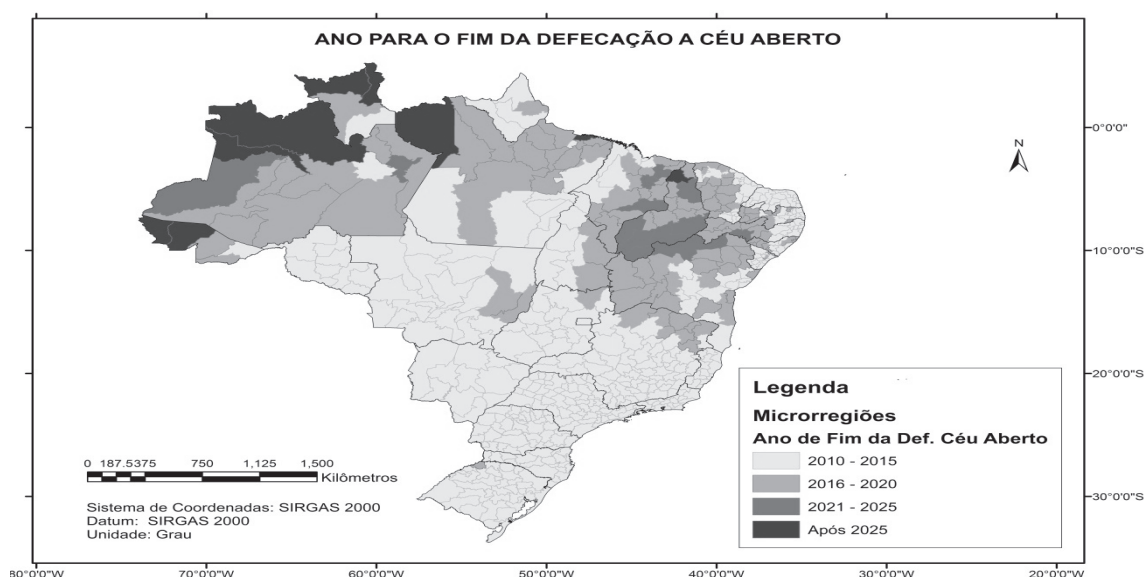 ANO PARA O FIM DA DEFECAÇÃO A CÉU ABERTO
N
0°0'0"
10°0'0"S
20°0'0"S
30°0'0"S
Legenda
Microrregiões
Ano de Fim da Def. Céu Aberto
2010 - 2015
2016 - 2020
2021 - 2025
Após 2025
0 187.5375 750 1,125 1,500
Kilômetros
Sistema de Coordenadas: SIRGAS 2000
Datum: SIRGAS 2000
Unidade: Grau
80°0'0"W 70°0'0"W 60°0'0"W 50°0'0"W 40°0'0"W 30°0'0"W 20°0'0"W